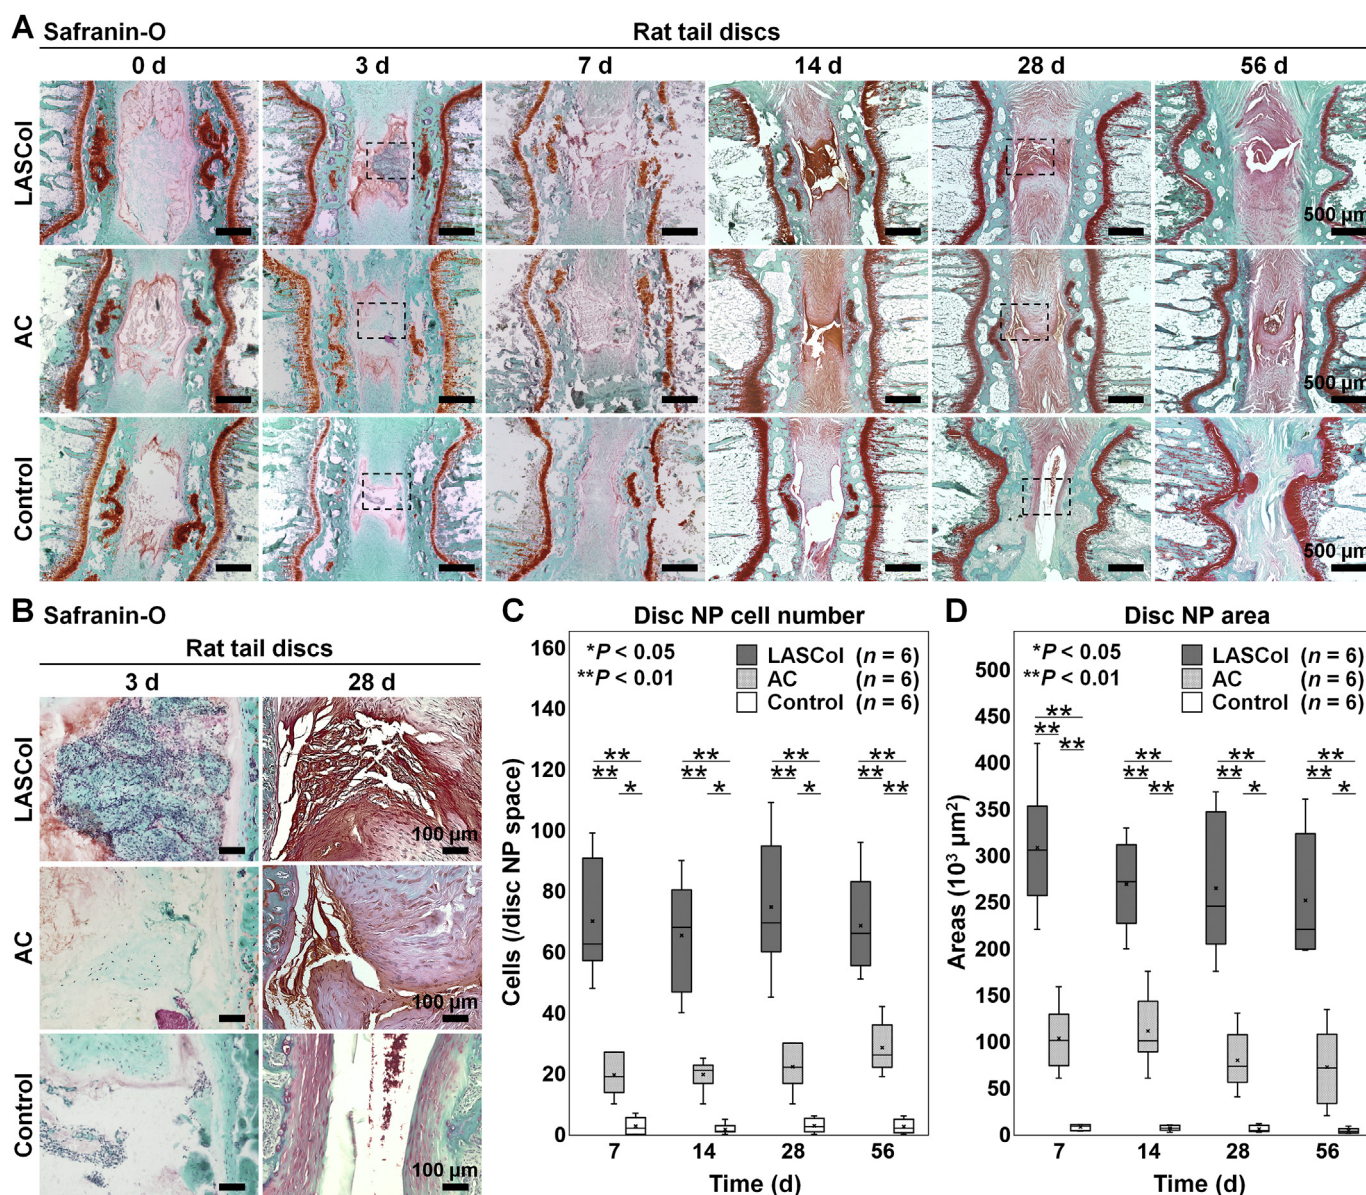 A Safranin-O
Rat tail discs
0 d 3 d 7 d 14 d 28 d 56 d
LASCol
500 µm
AC
500 µm
Control
500 µm
B Safranin-O
Rat tail discs
3 d 28 d
LASCol
100 µm
AC
100 µm
Control
100 µm
C Disc NP cell number
*P < 0.05
**P < 0.01
LASCol (n = 6)
AC (n = 6)
Control (n = 6)
Cells (/disc NP space)
160
140
120
100
80
60
40
20
0
** ** ** **
** ** ** **
* * * **
7 14 28 56
Time (d)
D Disc NP area
*P < 0.05
**P < 0.01
LASCol (n = 6)
AC (n = 6)
Control (n = 6)
Areas (10³ µm²)
500
450
400
350
300
250
200
150
100
50
0
** ** ** **
** ** ** **
** ** * *
7 14 28 56
Time (d)